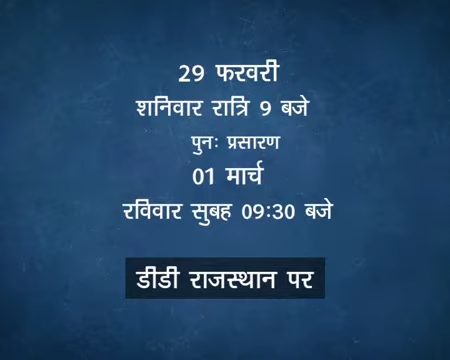 29 फरवरी
शनिवार रात्रि 9 बजे
पुनः प्रसारण
01 मार्च
रविवार सुबह 09:30 बजे
डीडी राजस्थान पर